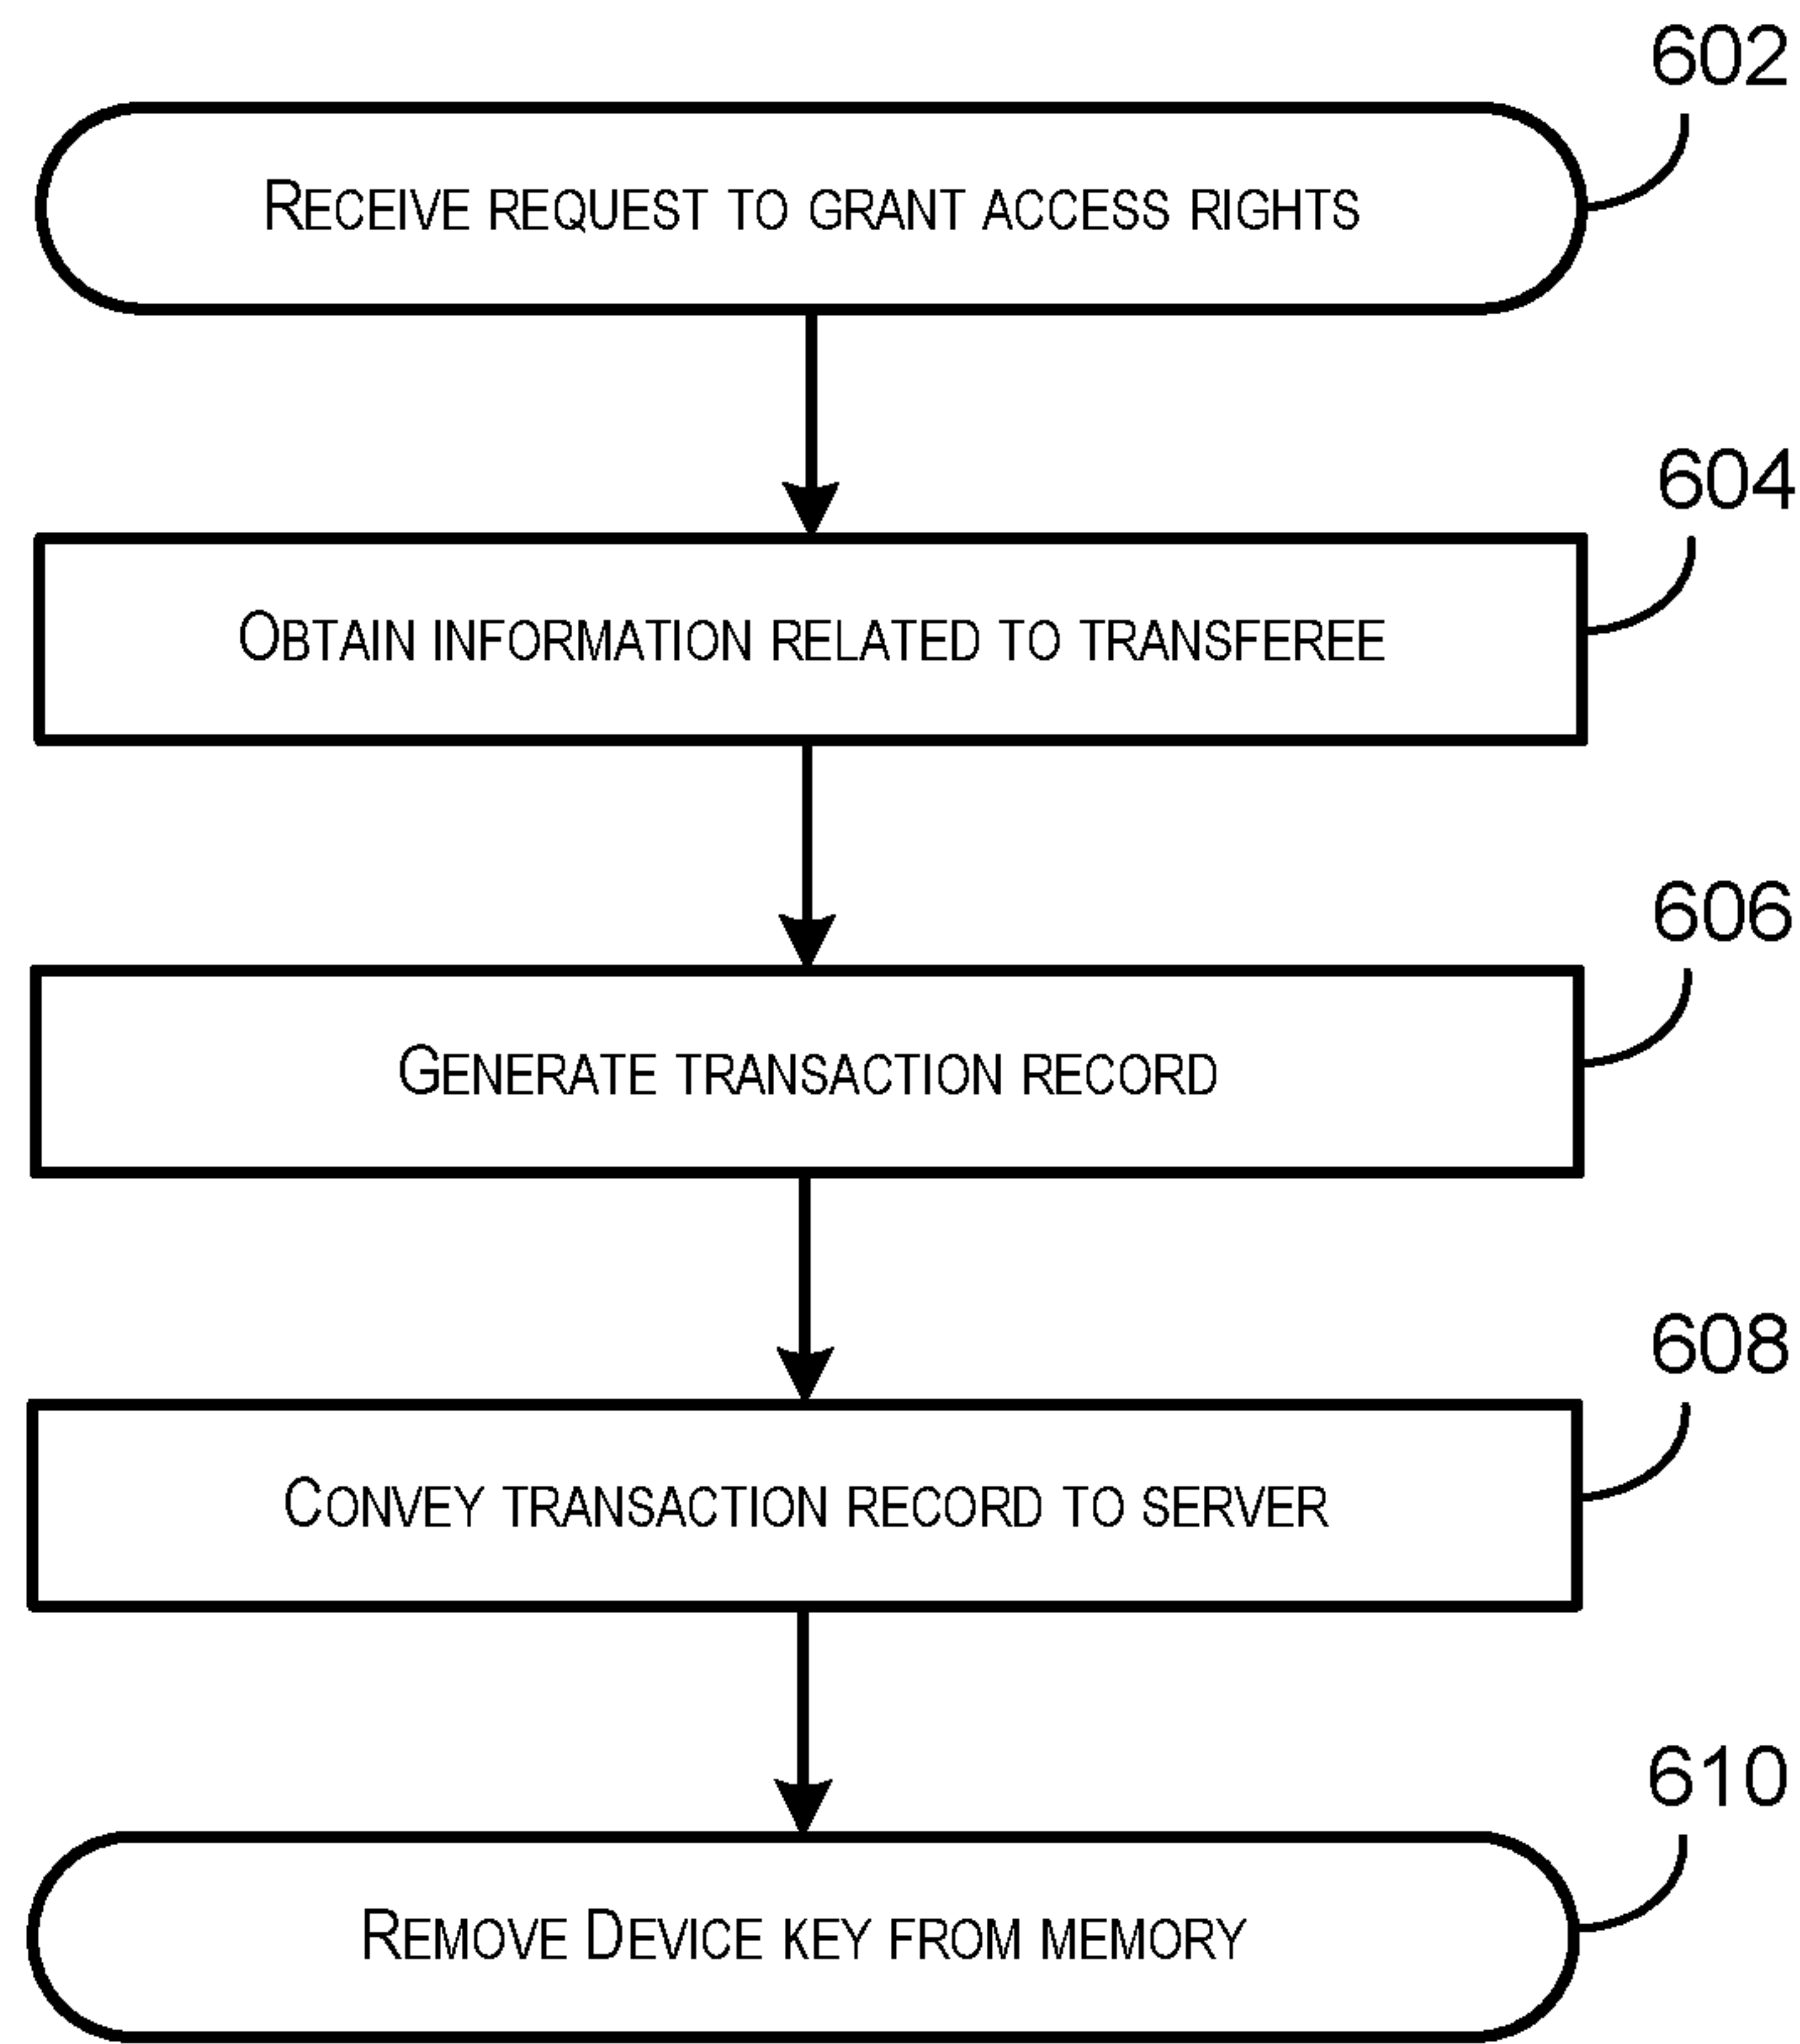 602
RECEIVE REQUEST TO GRANT ACCESS RIGHTS
604
OBTAIN INFORMATION RELATED TO TRANSFEREE
606
GENERATE TRANSACTION RECORD
608
CONVEY TRANSACTION RECORD TO SERVER
610
REMOVE DEVICE KEY FROM MEMORY